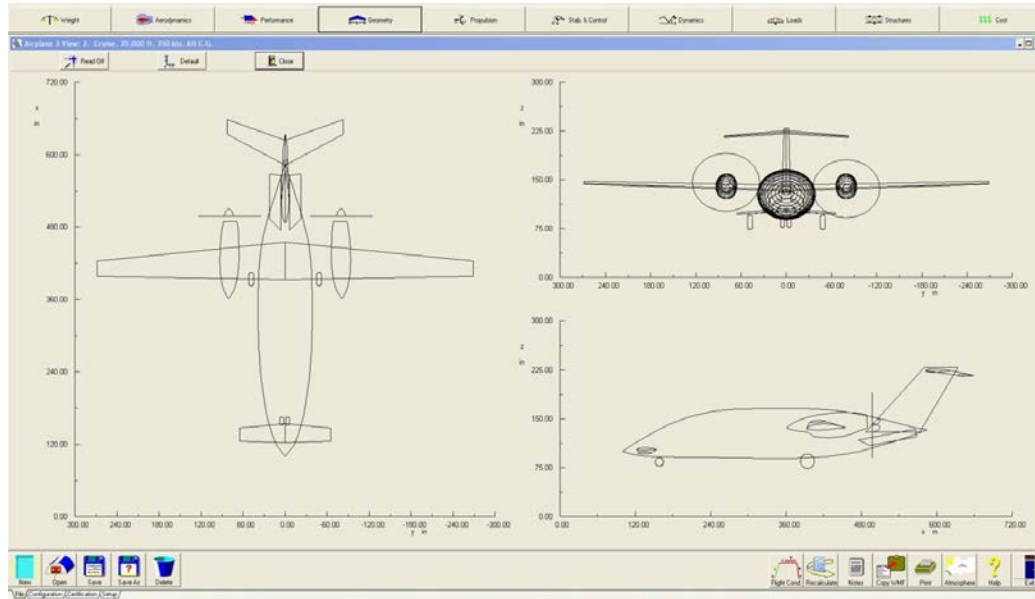 Weight Aerodynamics Performance Geometry Propulsion Stab. & Control Dynamics Loads Structures Cost
Airplane 3 View: 2. Cruise, 35,000 ft, 350 kts, Aft C.G.
Read Off Default Close
720.00
x
in
600.00
480.00
360.00
240.00
120.00
0.00
300.00 240.00 180.00 120.00 60.00 0.00 -60.00 -120.00 -180.00 -240.00 -300.00
y in
300.00
z
in
225.00
150.00
75.00
0.00
300.00 240.00 180.00 120.00 60.00 0.00 -60.00 -120.00 -180.00 -240.00 -300.00
y in
300.00
z
in
225.00
150.00
75.00
0.00
0.00 120.00 240.00 360.00 480.00 600.00 720.00
x in
New Open Save Save As Delete Flight Cond. Recalculate Notes Copy WMF Print Atmosphere Help
File Configuration Certification Setup